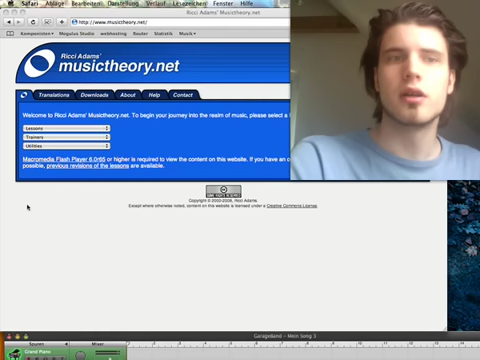 Safari Ablage Bearbeiten Darstellung Verlauf Lesezeichen Fenster Hilfe
Ricci Adams' Musictheory.net
http://www.musictheory.net/
Komponisten Megulus Studio webhosting Router Statistik Musik
Ricci Adams'
musictheory.net
Translations Downloads About Help Contact
Welcome to Ricci Adams' Musictheory.net. To begin your journey into the realm of music, please select a
Lessons
Trainers
Utilities
Macromedia Flash Player 6.0r65 or higher is required to view the content on this website. If you have an
possible, previous revisions of the lessons are available.
Copyright © 2000-2008, Ricci Adams.
Except where otherwise noted, content on this website is licensed under a Creative Commons License.
GarageBand – Mein Song 3
Spuren Mixer
Grand Piano